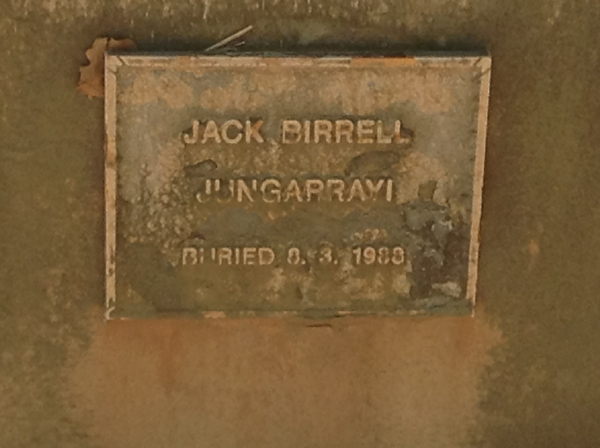 JACK BIRRELL
JUNGARRAYI
BURIED 8. 3. 1988